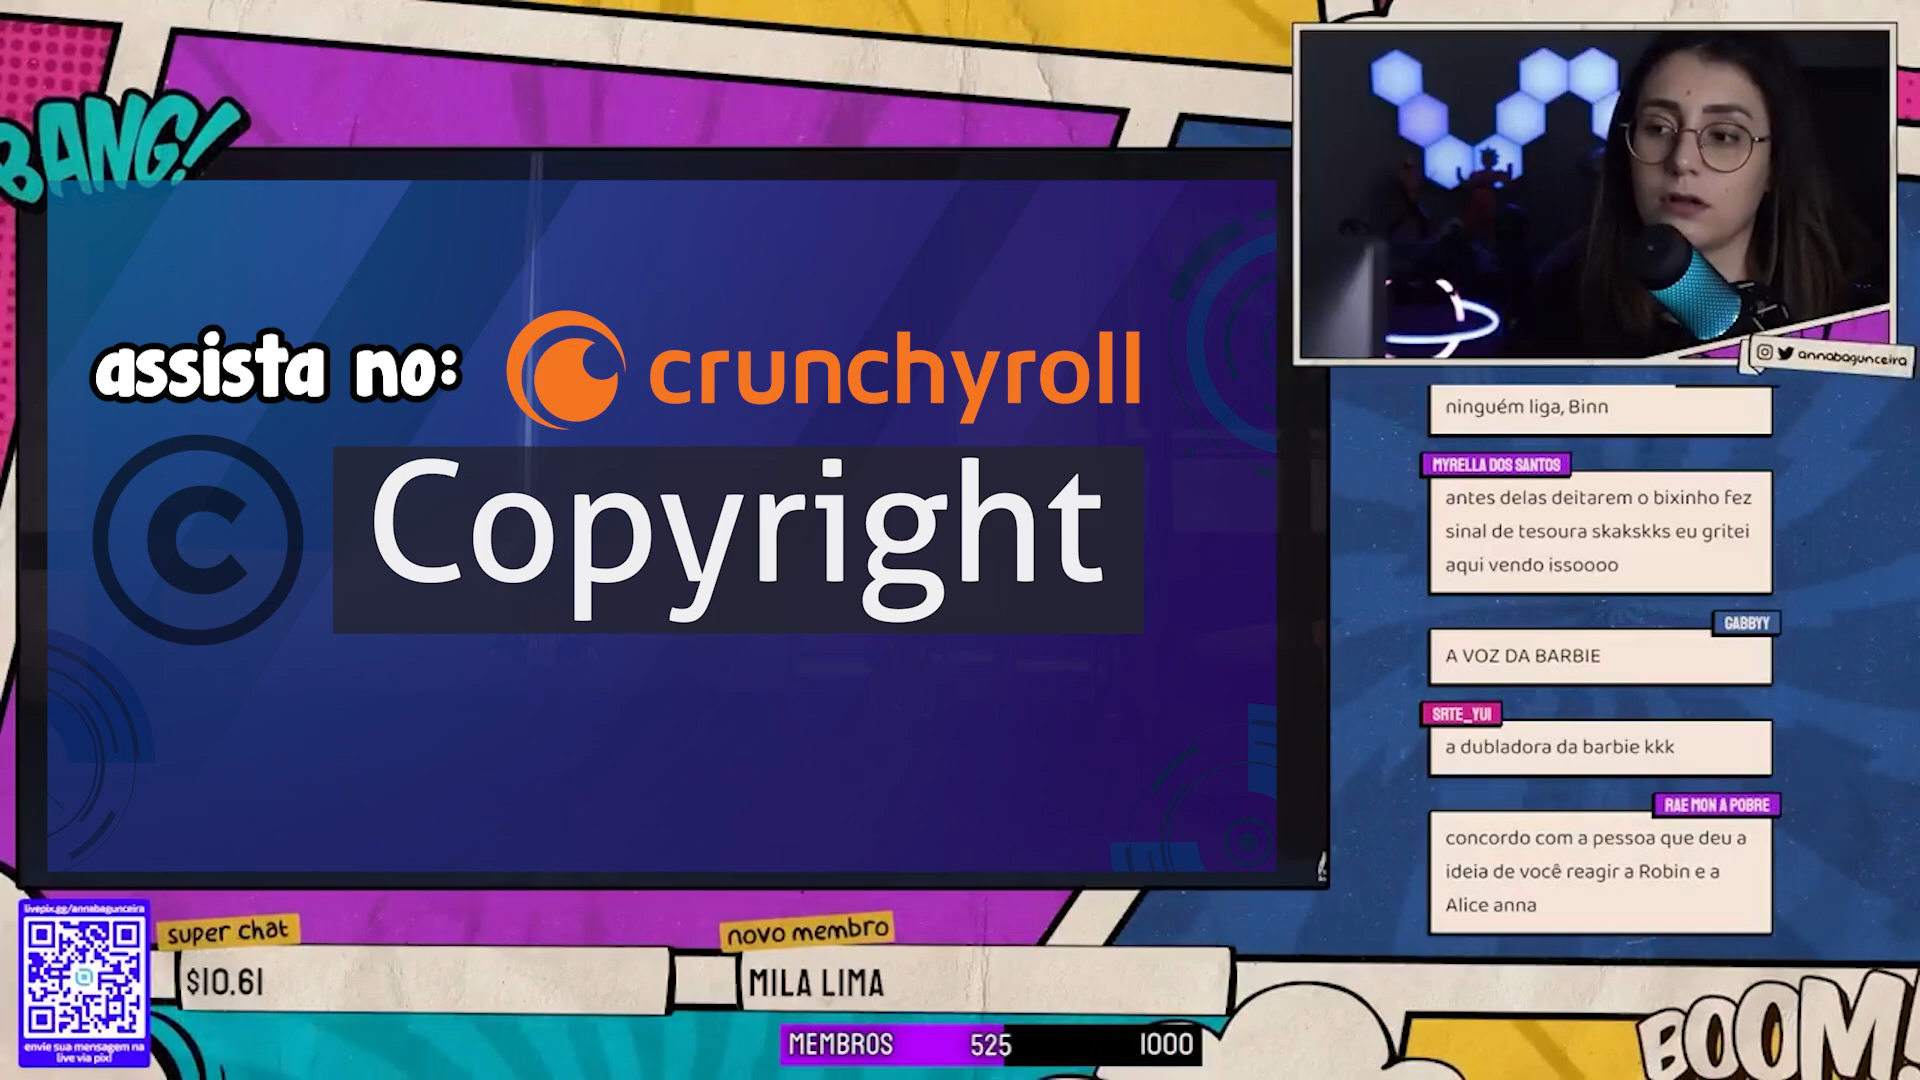 BANG!
assista no: crunchyroll
© Copyright
annabagunceira
ninguém liga, Binn
MYRELLA DOS SANTOS
antes delas deitarem o bixinho fez
sinal de tesoura skakskks eu gritei
aqui vendo issoooo
GABBYY
A VOZ DA BARBIE
SRTE_YUI
a dubladora da barbie kkk
RAE MON A POBRE
concordo com a pessoa que deu a
ideia de você reagir a Robin e a
Alice anna
livepix.gg/annabagunceira
envie sua mensagem na
live via pix!
super chat
$10.61
novo membro
MILA LIMA
MEMBROS 525 1000
BOOM!